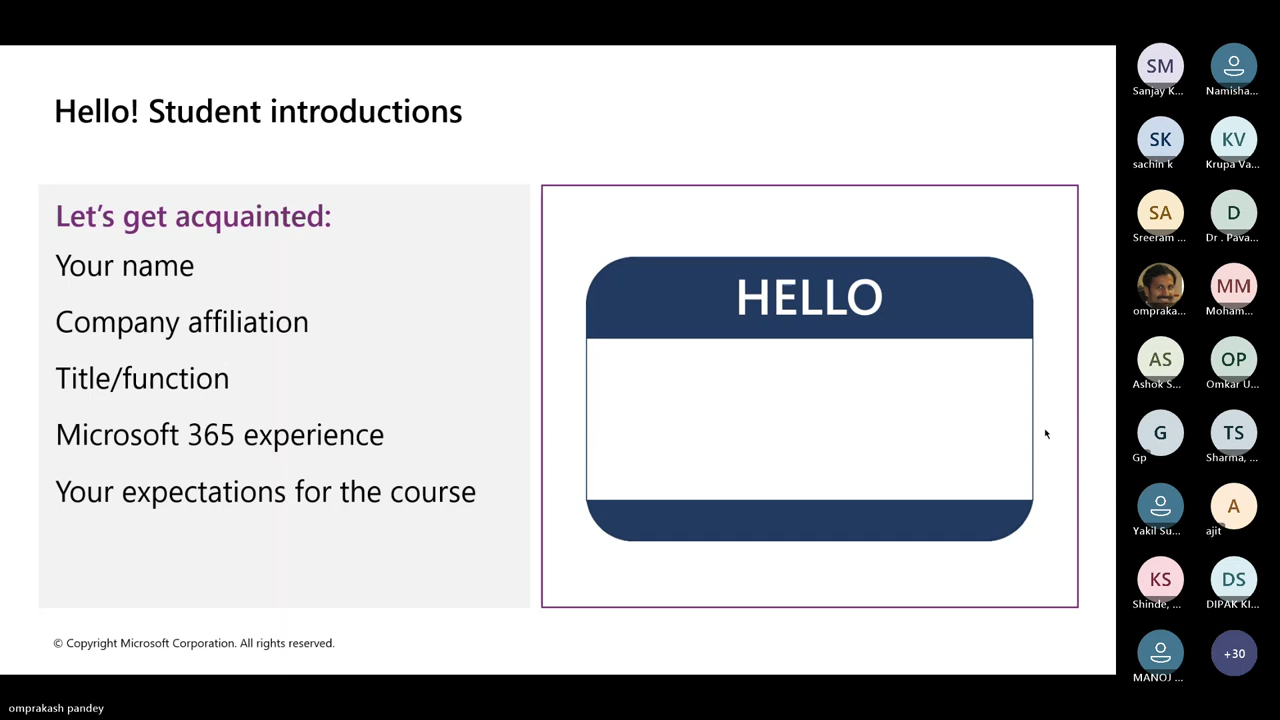 Hello! Student introductions
Let's get acquainted:
Your name
Company affiliation
Title/function
Microsoft 365 experience
Your expectations for the course
HELLO
© Copyright Microsoft Corporation. All rights reserved.
SM
Sanjay K...
Namisha...
SK
sachin k
KV
Krupa Va...
SA
Sreeram ...
D
Dr . Pava...
ompraka...
MM
Moham...
AS
Ashok S...
OP
Omkar U...
G
Gp
TS
Sharma, ...
Yakil Su...
A
ajit
KS
Shinde, ...
DS
DIPAK KI...
MANOJ ...
+30
omprakash pandey